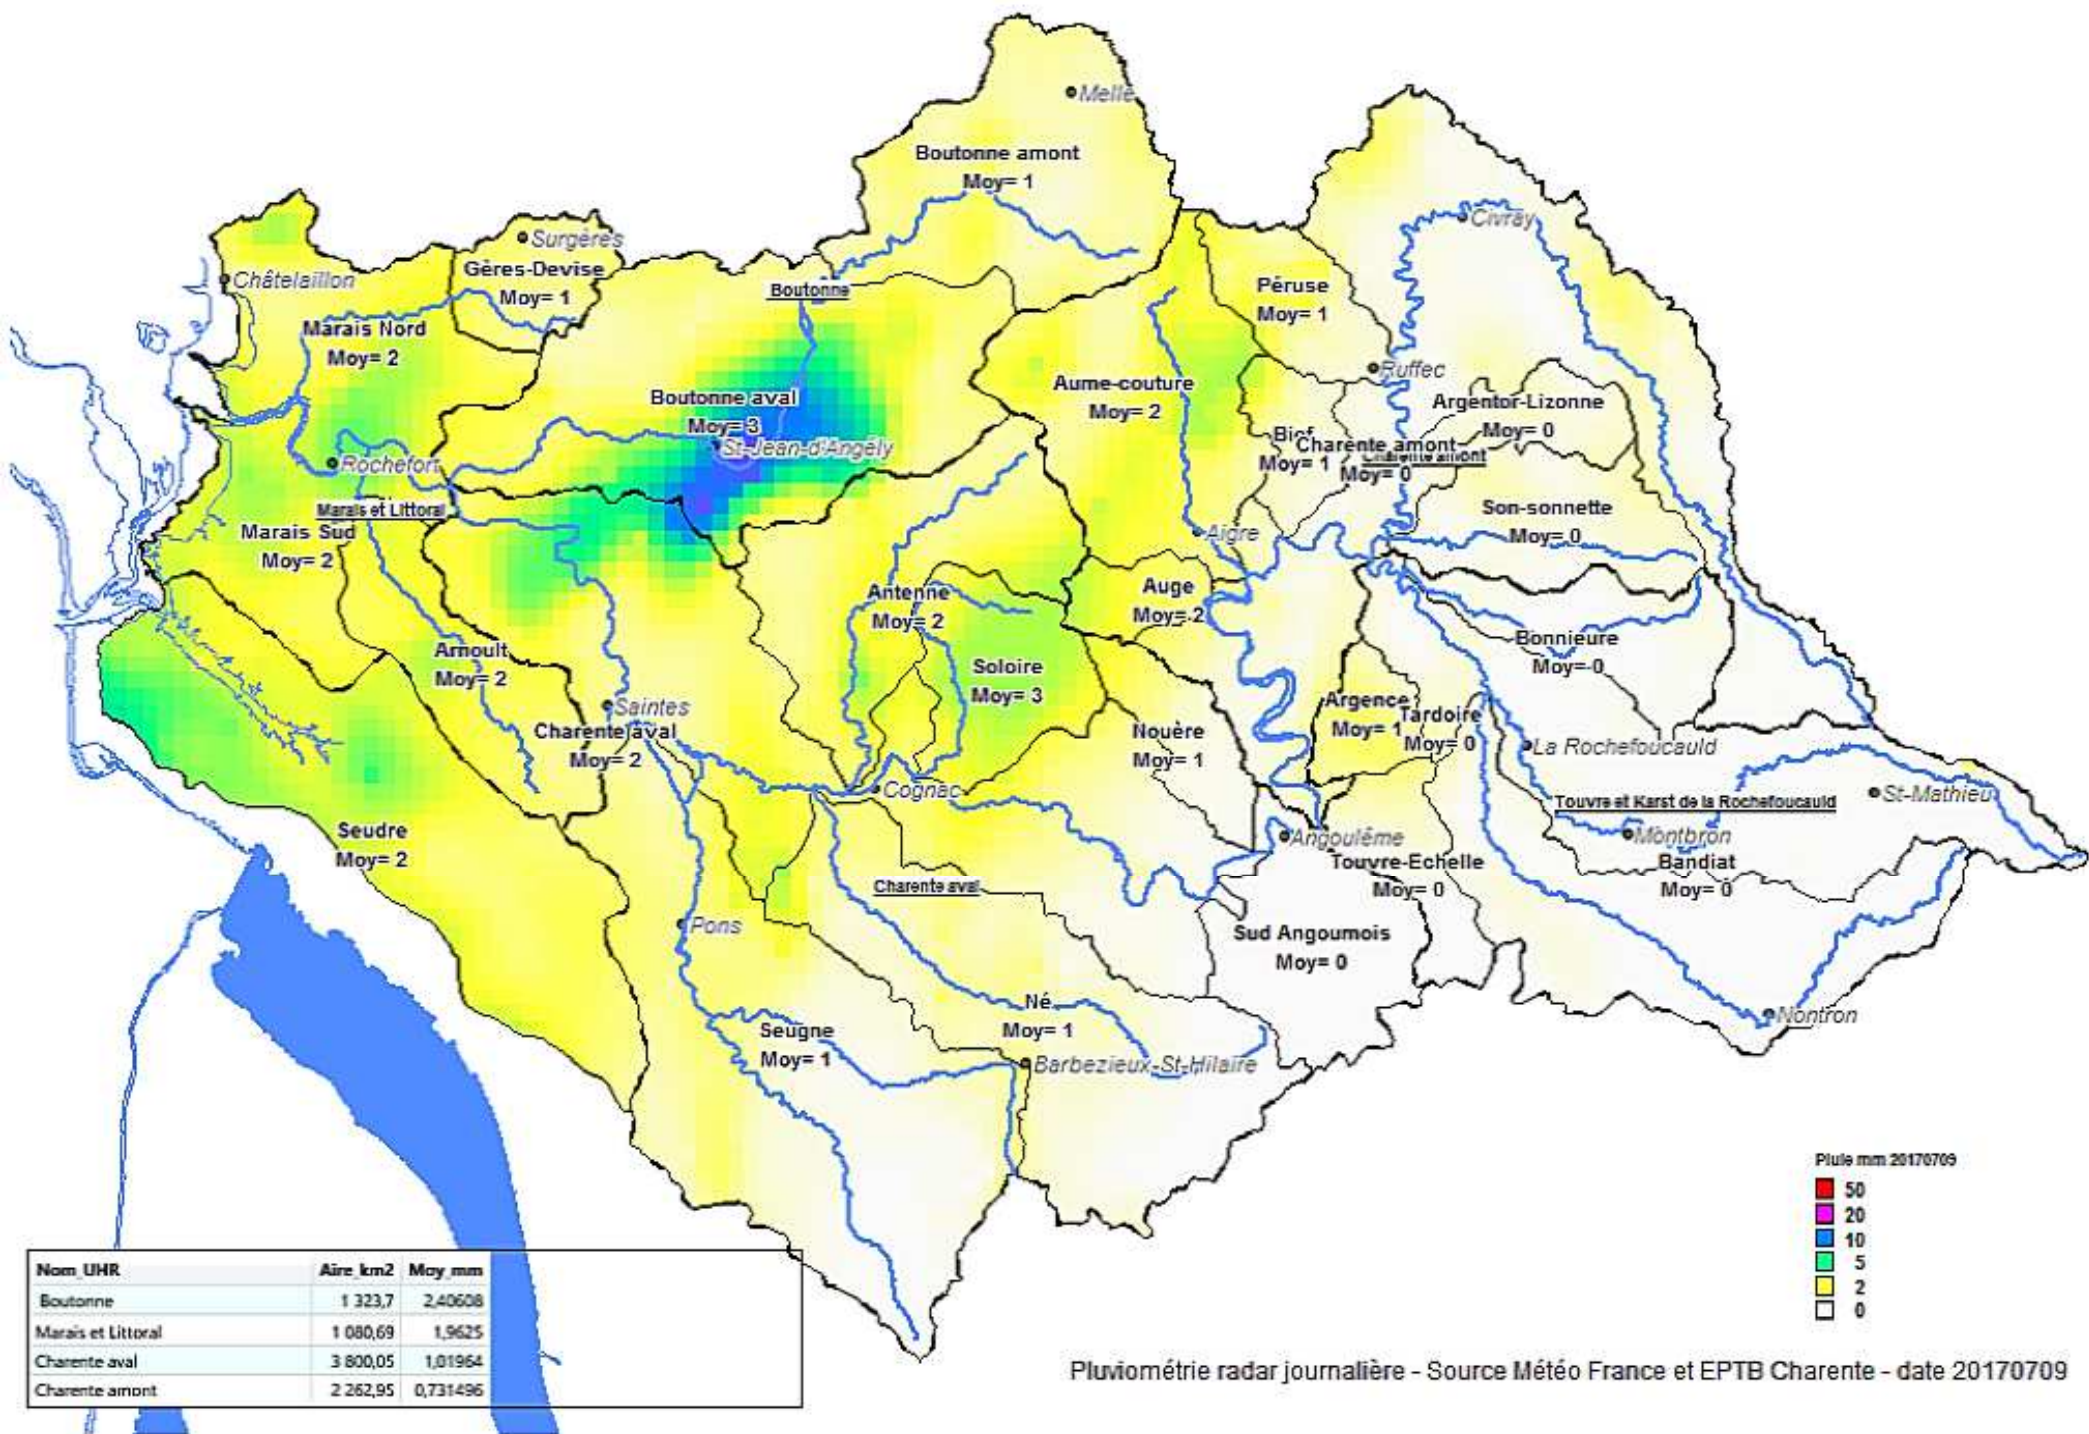 Melle
Boutonne amont
Moy= 1
Civray
Surgères
Gères-Devise
Moy= 1
Châtelaillon
Boutonne
Péruse
Moy= 1
Marais Nord
Moy= 2
Ruffec
Aume-couture
Moy= 2
Boutonne aval
Moy= 3
St-Jean-d'Angély
Argentor-Lizonne
Moy= 0
Bief
Moy= 1
Charente amont
Moy= 0
Charente amont
Rochefort
Marais et Littoral
Marais Sud
Moy= 2
Son-sonnette
Moy= 0
Aigre
Antenne
Moy= 2
Auge
Moy= 2
Bonnieure
Moy= 0
Arnoult
Moy= 2
Soloire
Moy= 3
Saintes
Charente aval
Moy= 2
Nouère
Moy= 1
Argence
Moy= 1
Tardoire
Moy= 0
La Rochefoucauld
Cognac
Touvre et Karst de la Rochefoucauld
St-Mathieu
Seudre
Moy= 2
Angoulême
Montbron
Touvre-Echelle
Moy= 0
Bandiat
Moy= 0
Charente aval
Pons
Sud Angoumois
Moy= 0
Né
Moy= 1
Nontron
Seugne
Moy= 1
Barbezieux-St-Hilaire
Pluie mm 20170709
50
20
10
5
2
0
Nom_UHR Aire_km2 Moy_mm
Boutonne 1 323,7 2,40608
Marais et Littoral 1 080,69 1,9625
Charente aval 3 800,05 1,01964
Charente amont 2 262,95 0,731496
Pluviométrie radar journalière - Source Météo France et EPTB Charente - date 20170709